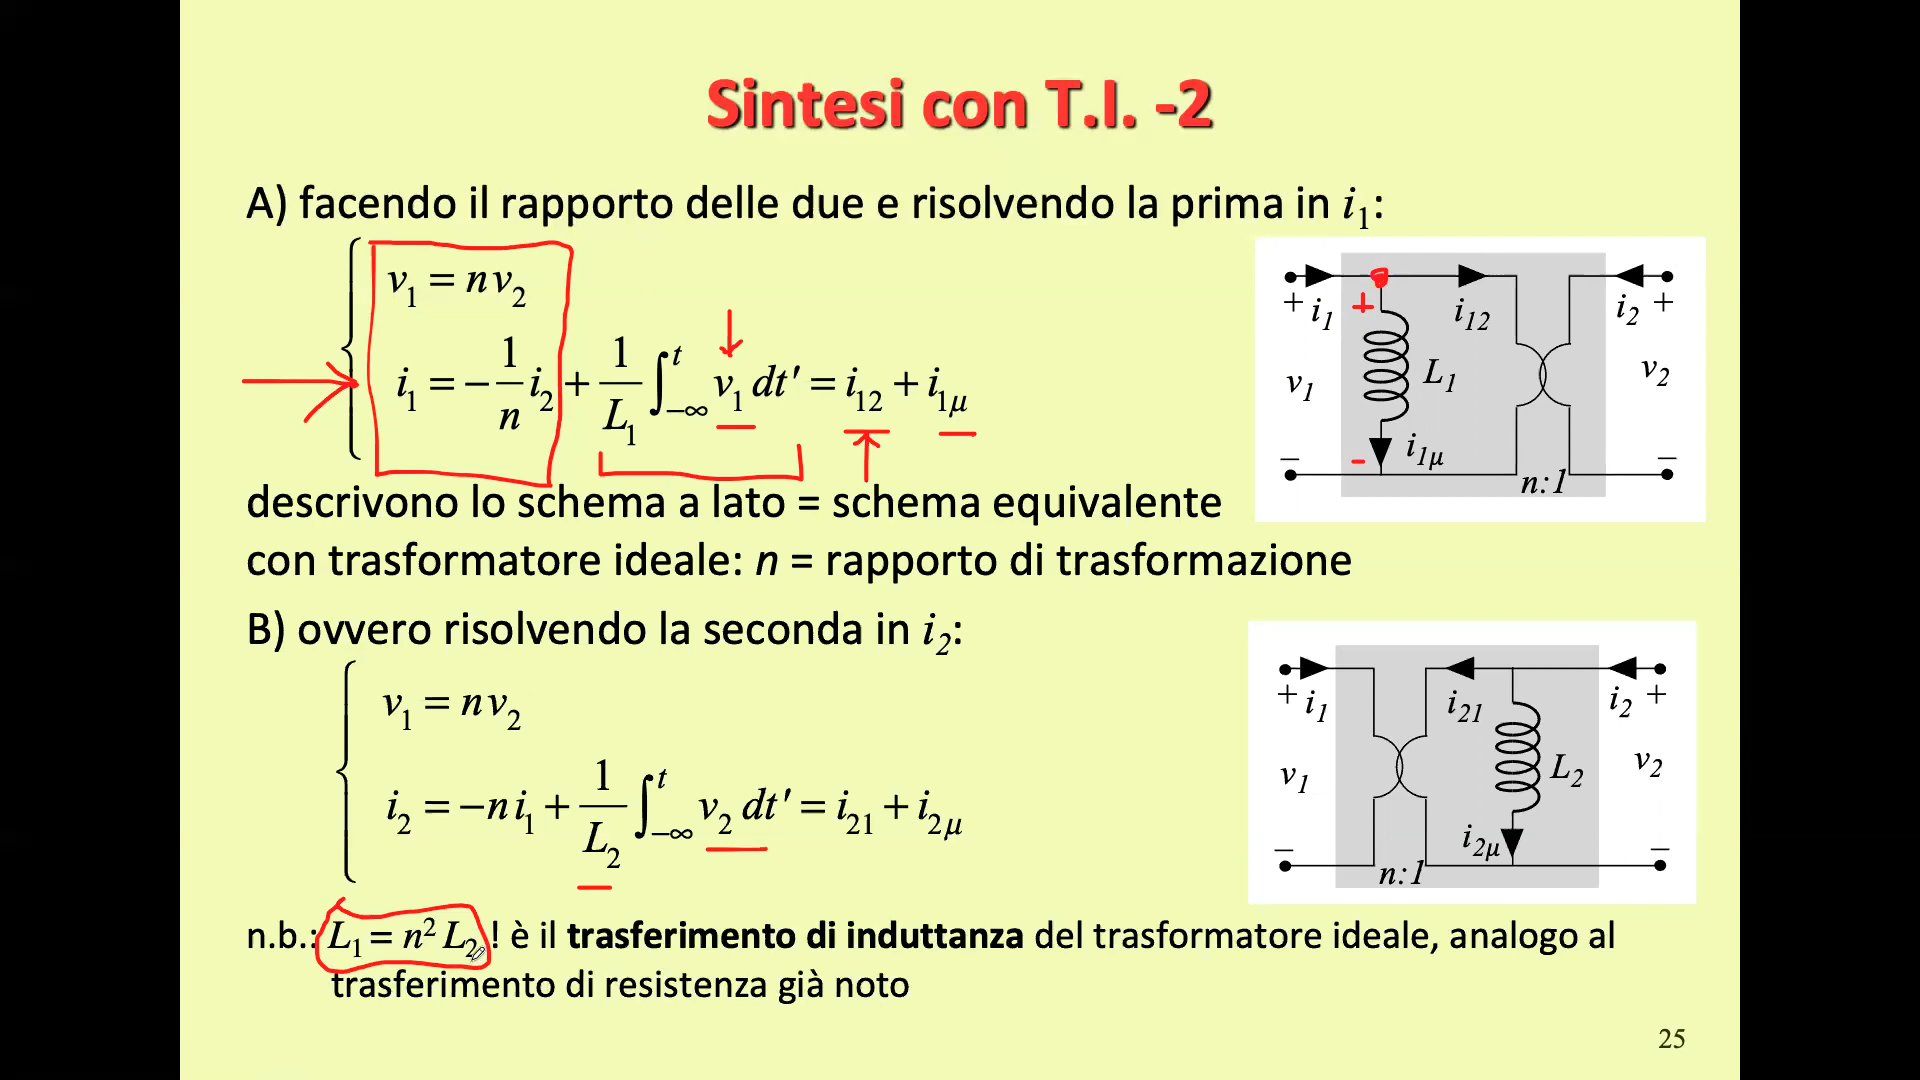 Sintesi con T.I. -2
A) facendo il rapporto delle due e risolvendo la prima in i₁:
v₁ = n v₂
i₁ = − 1/n i₂ + 1/L₁ ∫₋∞ᵗ v₁ dt′ = i₁₂ + i₁μ
descrivono lo schema a lato = schema equivalente
con trasformatore ideale: n = rapporto di trasformazione
+ i₁ + i₁₂ i₂ +
v₁ L₁ v₂
− - i₁μ −
n:1
B) ovvero risolvendo la seconda in i₂:
v₁ = n v₂
i₂ = −n i₁ + 1/L₂ ∫₋∞ᵗ v₂ dt′ = i₂₁ + i₂μ
+ i₁ i₂₁ i₂ +
v₁ L₂ v₂
− i₂μ −
n:1
n.b.: L₁ = n² L₂ ! è il trasferimento di induttanza del trasformatore ideale, analogo al
trasferimento di resistenza già noto
25